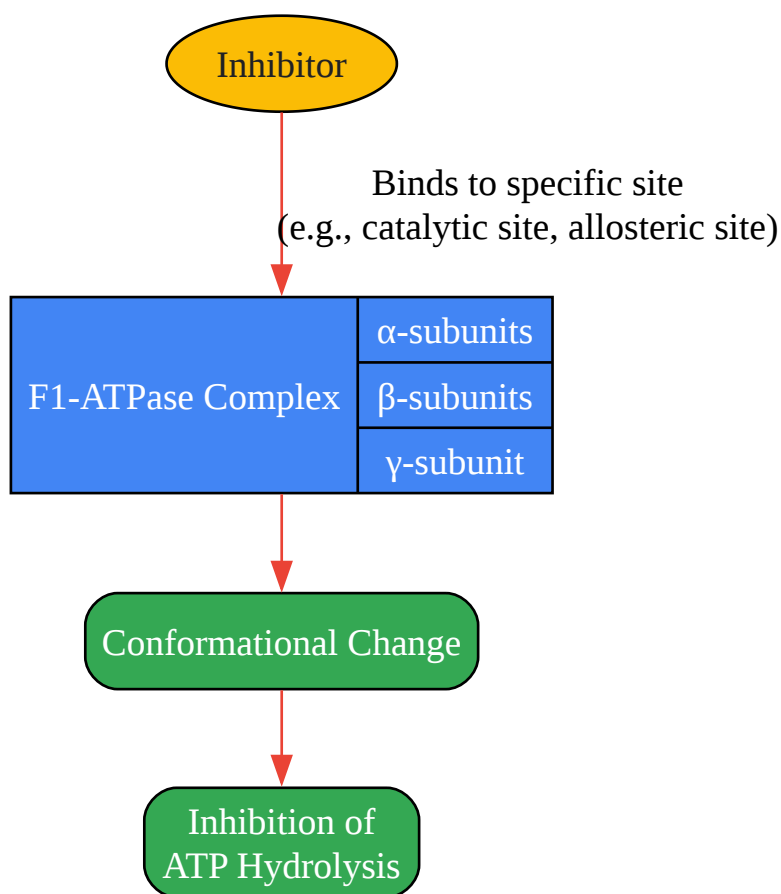 Inhibitor
Binds to specific site
(e.g., catalytic site, allosteric site)
F1-ATPase Complex
α-subunits
β-subunits
γ-subunit
Conformational Change
Inhibition of
ATP Hydrolysis